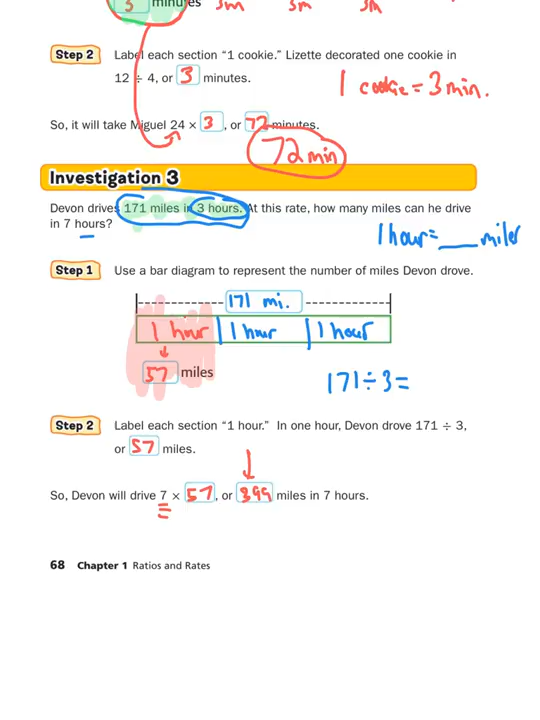 3 minutes 3m 3m 3m
Step 2 Label each section "1 cookie." Lizette decorated one cookie in
12 ÷ 4, or 3 minutes.
1 cookie = 3 min.
So, it will take Miguel 24 × 3, or 72 minutes.
72 min
Investigation 3
Devon drives 171 miles in 3 hours. At this rate, how many miles can he drive
in 7 hours?
1 hour = ___ miles
Step 1 Use a bar diagram to represent the number of miles Devon drove.
171 mi.
1 hour 1 hour 1 hour
57 miles
171 ÷ 3 =
Step 2 Label each section "1 hour." In one hour, Devon drove 171 ÷ 3,
or 57 miles.
So, Devon will drive 7 × 57, or 399 miles in 7 hours.
68 Chapter 1 Ratios and Rates